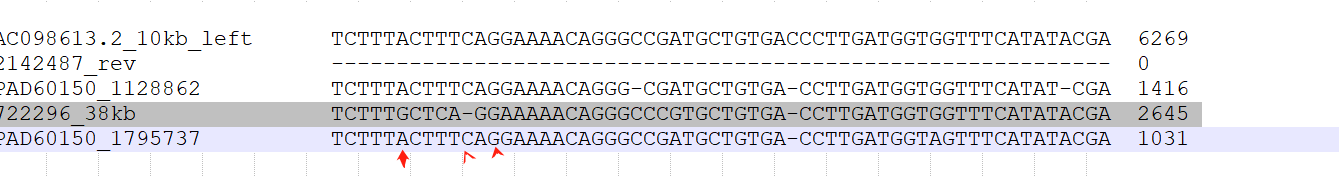 AC098613.2_10kb_left TCTTTACTTTCAGGAAAACAGGGCCGATGCTGTGACCCTTGATGGTGGTTTCATATACGA 6269
2142487_rev ------------------------------------------------------------ 0
PAD60150_1128862 TCTTTACTTTCAGGAAAACAGGG-CGATGCTGTGA-CCTTGATGGTGGTTTCATAT-CGA 1416
722296_38kb TCTTTGCTCA-GGAAAAACAGGGCCCGTGCTGTGA-CCTTGATGGTGGTTTCATATACGA 2645
PAD60150_1795737 TCTTTACTTTCAGGAAAACAGGGCCGATGCTGTGA-CCTTGATGGTAGTTTCATATACGA 1031